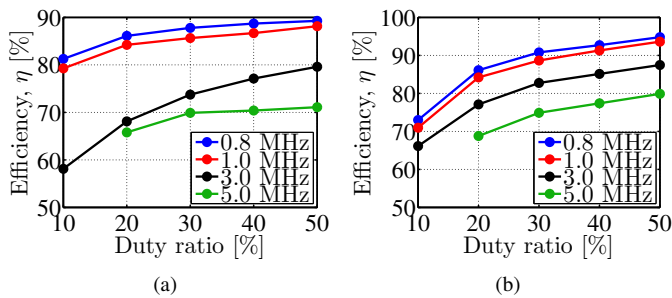 90
80
70
60
50
Efficiency, η [%]
0.8 MHz
1.0 MHz
3.0 MHz
5.0 MHz
10 20 30 40 50
Duty ratio [%]
(a)
100
90
80
70
60
50
Efficiency, η [%]
0.8 MHz
1.0 MHz
3.0 MHz
5.0 MHz
10 20 30 40 50
Duty ratio [%]
(b)